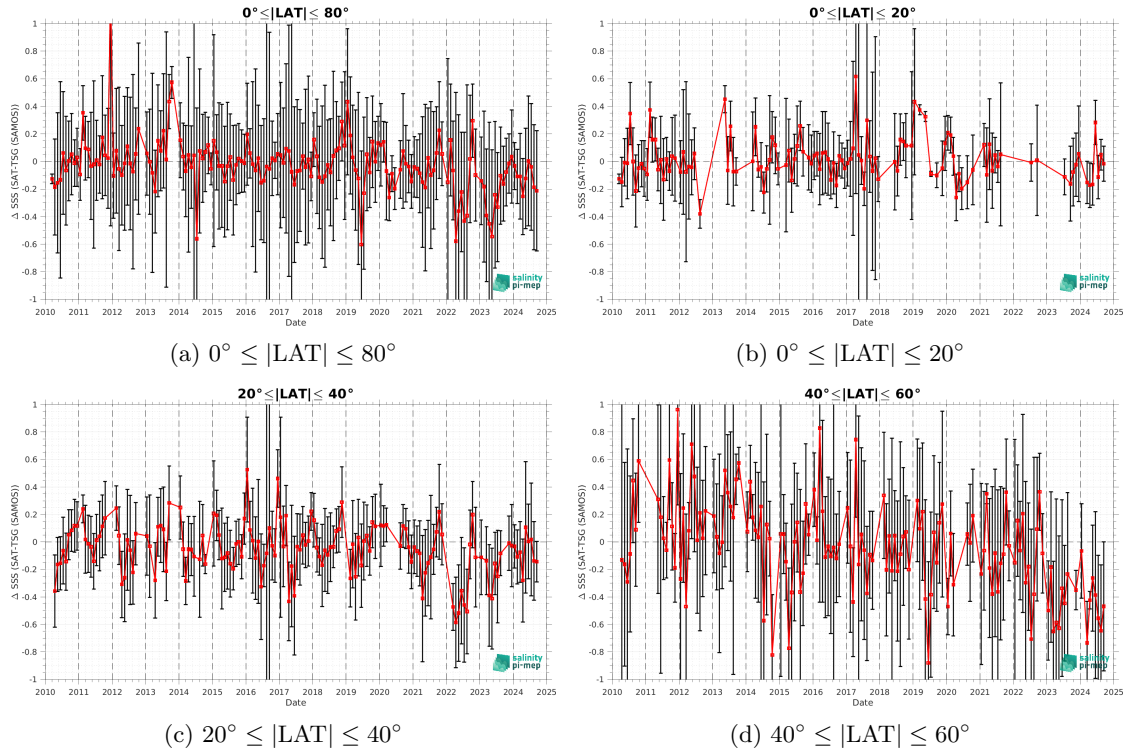 0°≤|LAT|≤ 80°
Δ SSS (SAT-TSG (SAMOS))
1
0.8
0.6
0.4
0.2
0
-0.2
-0.4
-0.6
-0.8
-1
2010 2011 2012 2013 2014 2015 2016 2017 2018 2019 2020 2021 2022 2023 2024 2025
Date
salinity
pi-mep
(a) 0° ≤ |LAT| ≤ 80°
0°≤|LAT|≤ 20°
Δ SSS (SAT-TSG (SAMOS))
1
0.8
0.6
0.4
0.2
0
-0.2
-0.4
-0.6
-0.8
-1
2010 2011 2012 2013 2014 2015 2016 2017 2018 2019 2020 2021 2022 2023 2024 2025
Date
salinity
pi-mep
(b) 0° ≤ |LAT| ≤ 20°
20°≤|LAT|≤ 40°
Δ SSS (SAT-TSG (SAMOS))
1
0.8
0.6
0.4
0.2
0
-0.2
-0.4
-0.6
-0.8
-1
2010 2011 2012 2013 2014 2015 2016 2017 2018 2019 2020 2021 2022 2023 2024 2025
Date
salinity
pi-mep
(c) 20° ≤ |LAT| ≤ 40°
40°≤|LAT|≤ 60°
Δ SSS (SAT-TSG (SAMOS))
1
0.8
0.6
0.4
0.2
0
-0.2
-0.4
-0.6
-0.8
-1
2010 2011 2012 2013 2014 2015 2016 2017 2018 2019 2020 2021 2022 2023 2024 2025
Date
salinity
pi-mep
(d) 40° ≤ |LAT| ≤ 60°